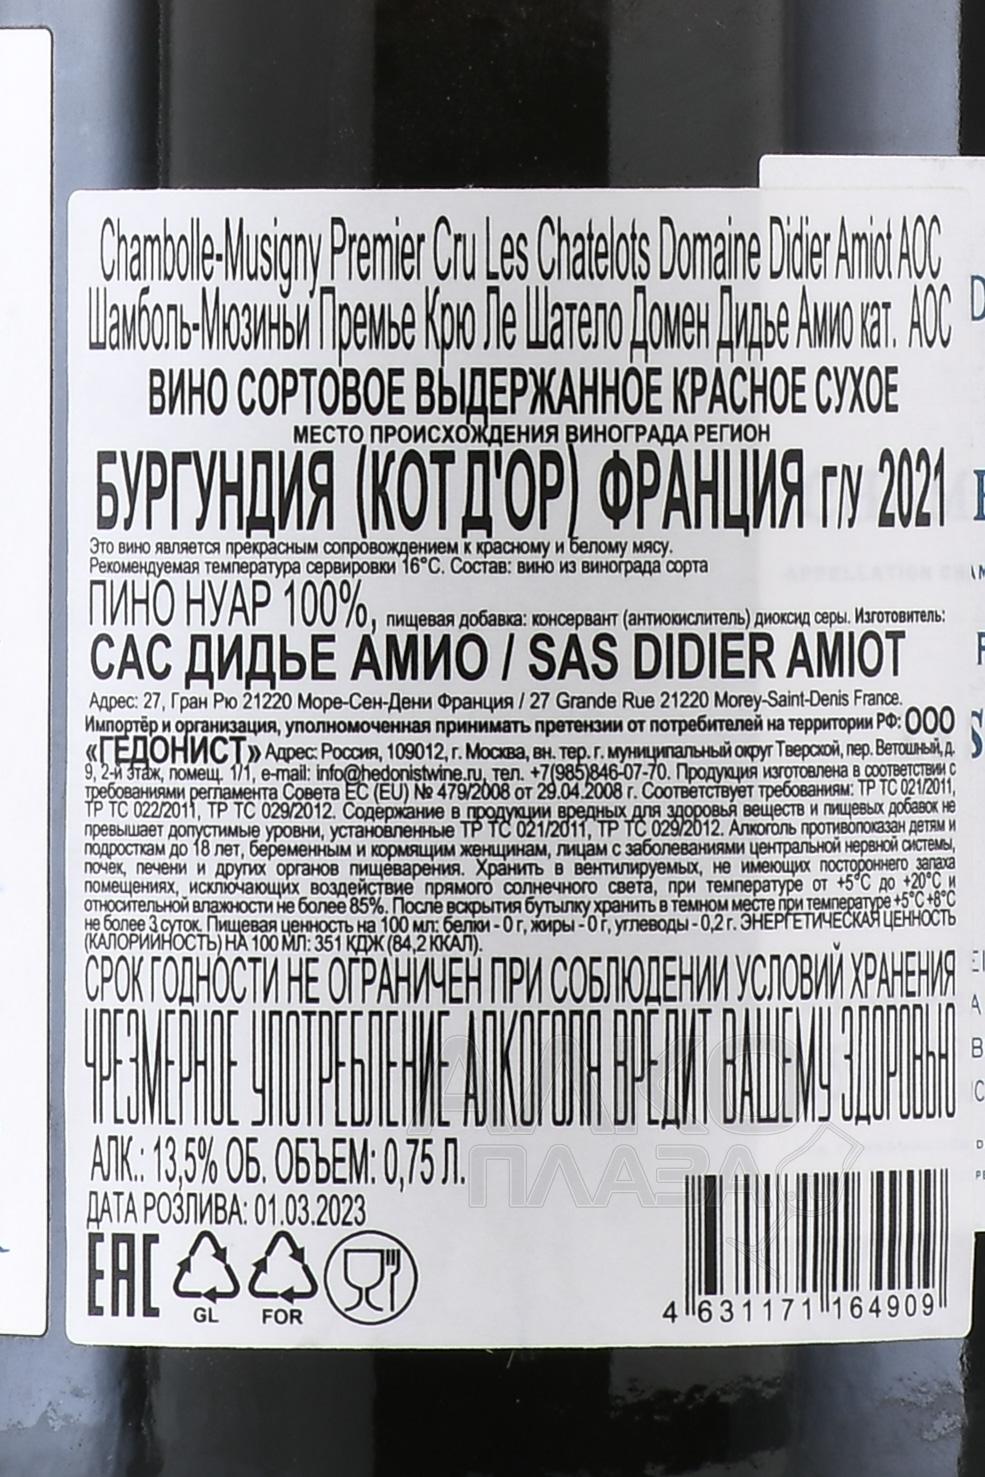 Chambolle-Musigny Premier Cru Les Chatelots Domaine Didier Amiot AOC
Шамболь-Мюзиньи Премье Крю Ле Шатело Домен Дидье Амио кат. АОС
ВИНО СОРТОВОЕ ВЫДЕРЖАННОЕ КРАСНОЕ СУХОЕ
МЕСТО ПРОИСХОЖДЕНИЯ ВИНОГРАДА РЕГИОН
БУРГУНДИЯ (КОТ Д'ОР) ФРАНЦИЯ г/у 2021
Это вино является прекрасным сопровождением к красному и белому мясу.
Рекомендуемая температура сервировки 16°С. Состав: вино из винограда сорта
ПИНО НУАР 100%, пищевая добавка: консервант (антиокислитель) диоксид серы. Изготовитель:
САС ДИДЬЕ АМИО / SAS DIDIER AMIOT
Адрес: 27, Гран Рю 21220 Море-Сен-Дени Франция / 27 Grande Rue 21220 Morey-Saint-Denis France.
Импортёр и организация, уполномоченная принимать претензии от потребителей на территории РФ: ООО
«ГЕДОНИСТ» Адрес: Россия, 109012, г. Москва, вн. тер. г. муниципальный округ Тверской, пер. Ветошный, д.
9, 2-й этаж, помещ. 1/1, e-mail: info@hedonistwine.ru, тел. +7(985)846-07-70. Продукция изготовлена в соответствии с
требованиями регламента Совета ЕС (EU) № 479/2008 от 29.04.2008 г. Соответствует требованиям: ТР ТС 021/2011,
ТР ТС 022/2011, ТР ТС 029/2012. Содержание в продукции вредных для здоровья веществ и пищевых добавок не
превышает допустимые уровни, установленные ТР ТС 021/2011, ТР ТС 029/2012. Алкоголь противопоказан детям и
подросткам до 18 лет, беременным и кормящим женщинам, лицам с заболеваниями центральной нервной системы,
почек, печени и других органов пищеварения. Хранить в вентилируемых, не имеющих постороннего запаха
помещениях, исключающих воздействие прямого солнечного света, при температуре от +5°С до +20°С и
относительной влажности не более 85%. После вскрытия бутылку хранить в темном месте при температуре +5°С +8°С
не более 3 суток. Пищевая ценность на 100 мл: белки - 0 г, жиры - 0 г, углеводы - 0,2 г. ЭНЕРГЕТИЧЕСКАЯ ЦЕННОСТЬ
(КАЛОРИЙНОСТЬ) НА 100 МЛ: 351 КДЖ (84,2 ККАЛ).
СРОК ГОДНОСТИ НЕ ОГРАНИЧЕН ПРИ СОБЛЮДЕНИИ УСЛОВИЙ ХРАНЕНИЯ
ЧРЕЗМЕРНОЕ УПОТРЕБЛЕНИЕ АЛКОГОЛЯ ВРЕДИТ ВАШЕМУ ЗДОРОВЬЮ
АЛК.: 13,5% ОБ. ОБЪЕМ: 0,75 Л.
ДАТА РОЗЛИВА: 01.03.2023
ЕАС
GL FOR
4 631171 164909
АЛКО
ПЛАЗА